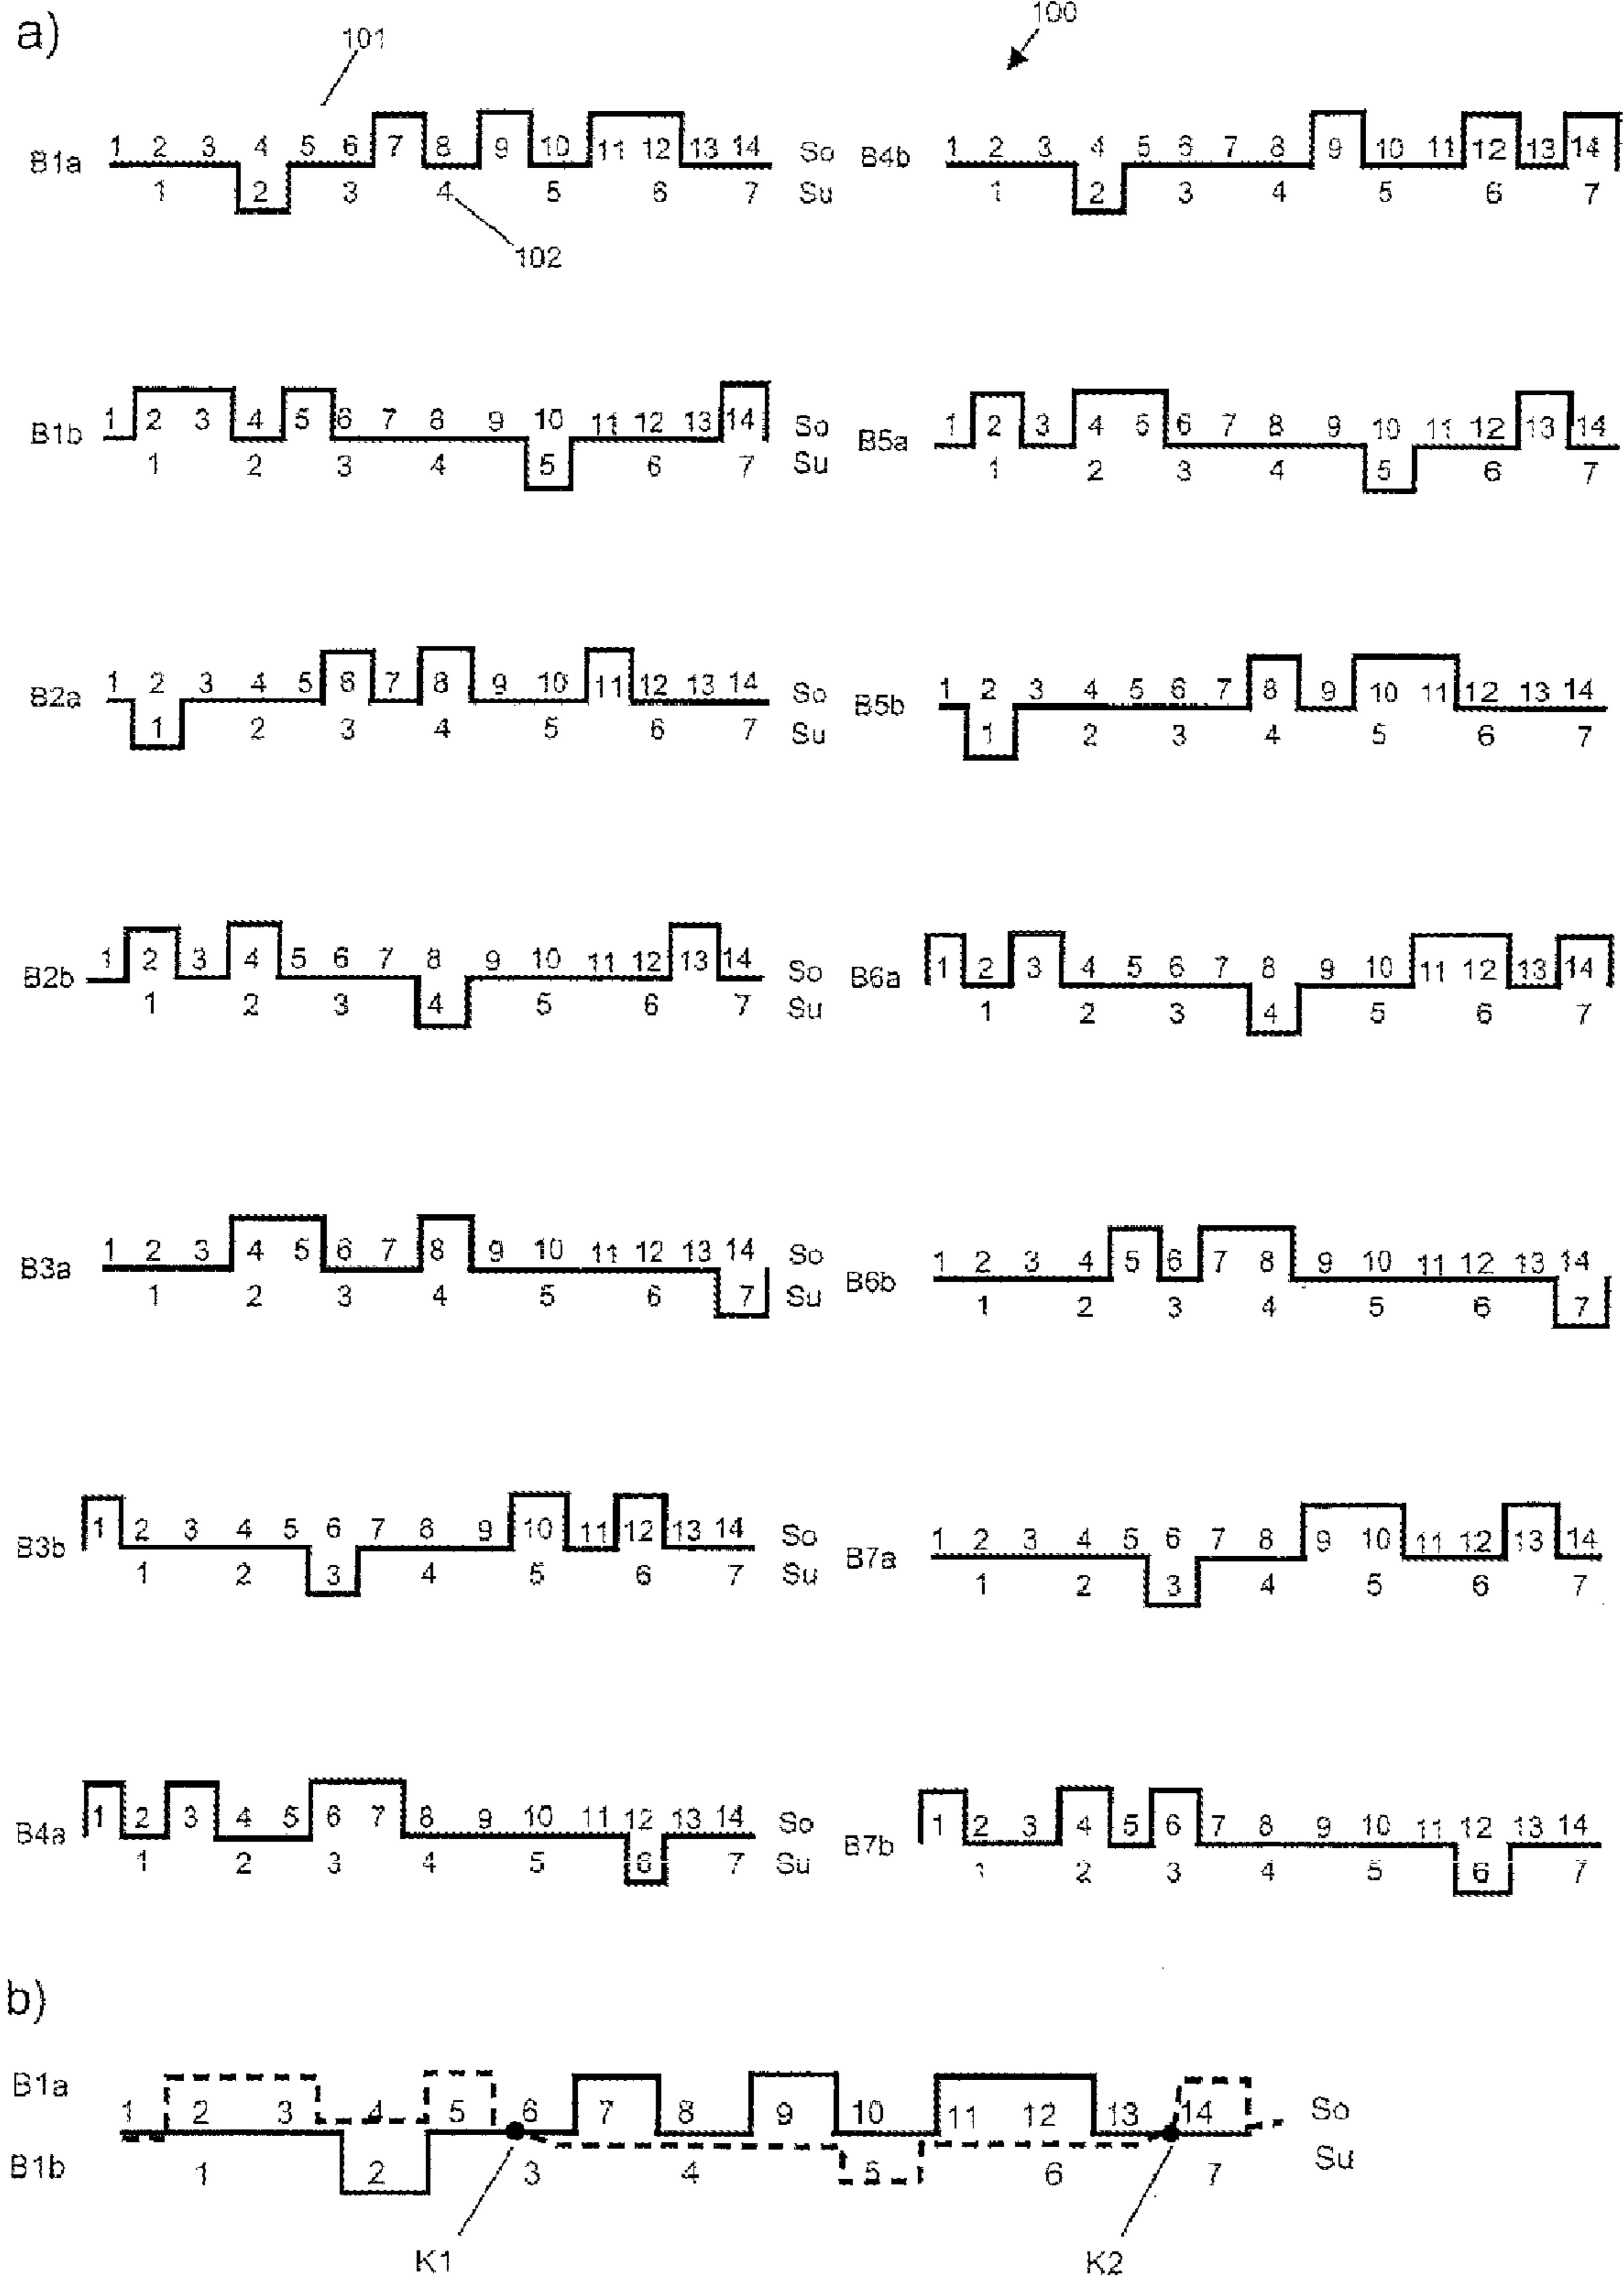 a)
100
101
1 2 3 4 5 6 7 8 9 10 11 12 13 14 So
B1a
1 2 3 4 5 6 7 Su
102
1 2 3 4 5 6 7 8 9 10 11 12 13 14
B4b
1 2 3 4 5 6 7
1 2 3 4 5 6 7 8 9 10 11 12 13 14 So
B1b
1 2 3 4 5 6 7 Su
1 2 3 4 5 6 7 8 9 10 11 12 13 14
B5a
1 2 3 4 5 6 7
1 2 3 4 5 6 7 8 9 10 11 12 13 14 So
B2a
1 2 3 4 5 6 7 Su
1 2 3 4 5 6 7 8 9 10 11 12 13 14
B5b
1 2 3 4 5 6 7
1 2 3 4 5 6 7 8 9 10 11 12 13 14 So
B2b
1 2 3 4 5 6 7 Su
1 2 3 4 5 6 7 8 9 10 11 12 13 14
B6a
1 2 3 4 5 6 7
1 2 3 4 5 6 7 8 9 10 11 12 13 14 So
B3a
1 2 3 4 5 6 7 Su
1 2 3 4 5 6 7 8 9 10 11 12 13 14
B6b
1 2 3 4 5 6 7
1 2 3 4 5 6 7 8 9 10 11 12 13 14 So
B3b
1 2 3 4 5 6 7 Su
1 2 3 4 5 6 7 8 9 10 11 12 13 14
B7a
1 2 3 4 5 6 7
1 2 3 4 5 6 7 8 9 10 11 12 13 14 So
B4a
1 2 3 4 5 6 7 Su
1 2 3 4 5 6 7 8 9 10 11 12 13 14
B7b
1 2 3 4 5 6 7
b)
B1a
1 2 3 4 5 6 7 8 9 10 11 12 13 14 So
B1b 1 2 3 4 5 6 7 Su
K1 K2